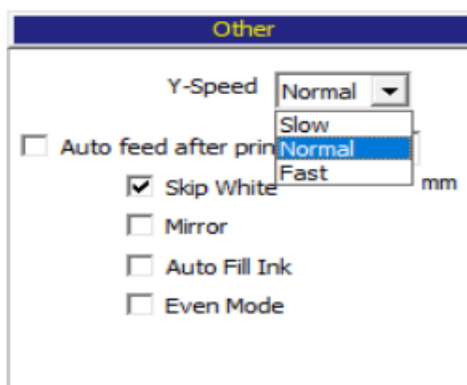 Other
Y-Speed Normal
Slow
Auto feed after prin
Normal
Fast
mm
Skip White
Mirror
Auto Fill Ink
Even Mode